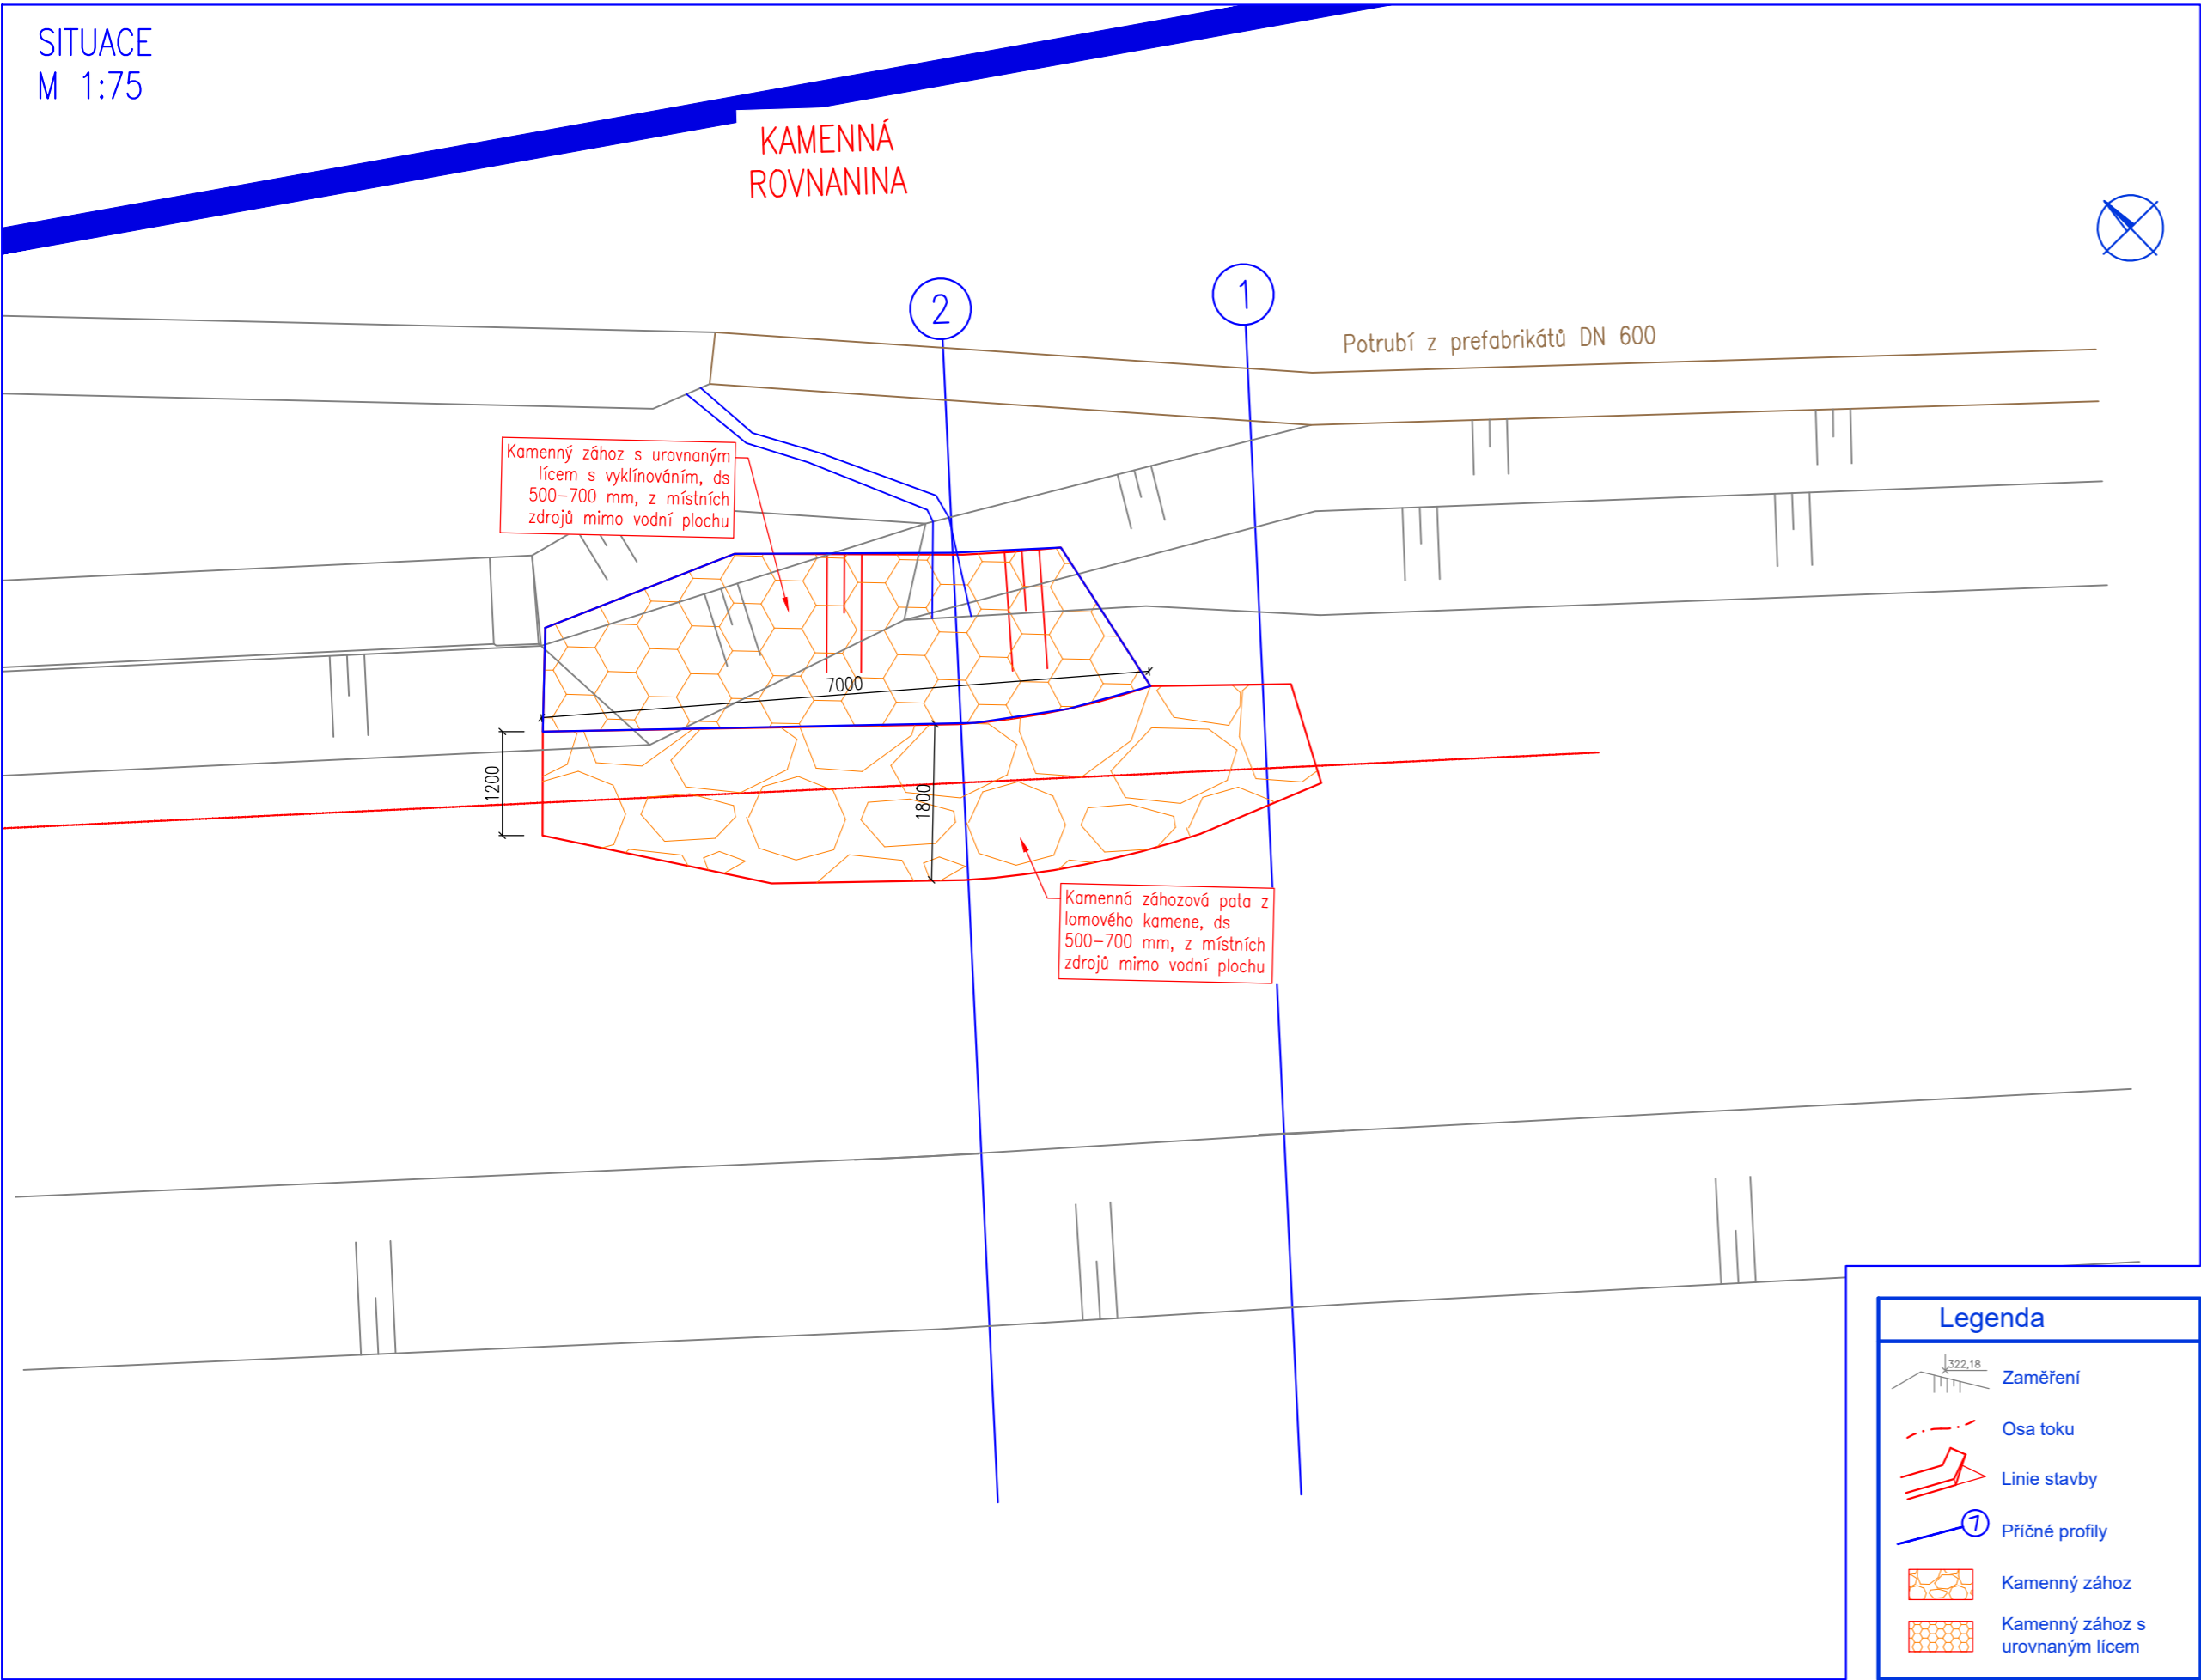 SITUACE
M 1:75
KAMENNÁ
ROVNANINA
2
1
Potrubí z prefabrikátů DN 600
Kamenný zához s urovnaným
lícem s vyklínováním, ds
500-700 mm, z místních
zdrojů mimo vodní plochu
7000
1200
1800
Kamenná záhozová pata z
lomového kamene, ds
500-700 mm, z místních
zdrojů mimo vodní plochu
Legenda
322,18
Zaměření
Osa toku
Linie stavby
7
Příčné profily
Kamenný zához
Kamenný zához s
urovnaným lícem